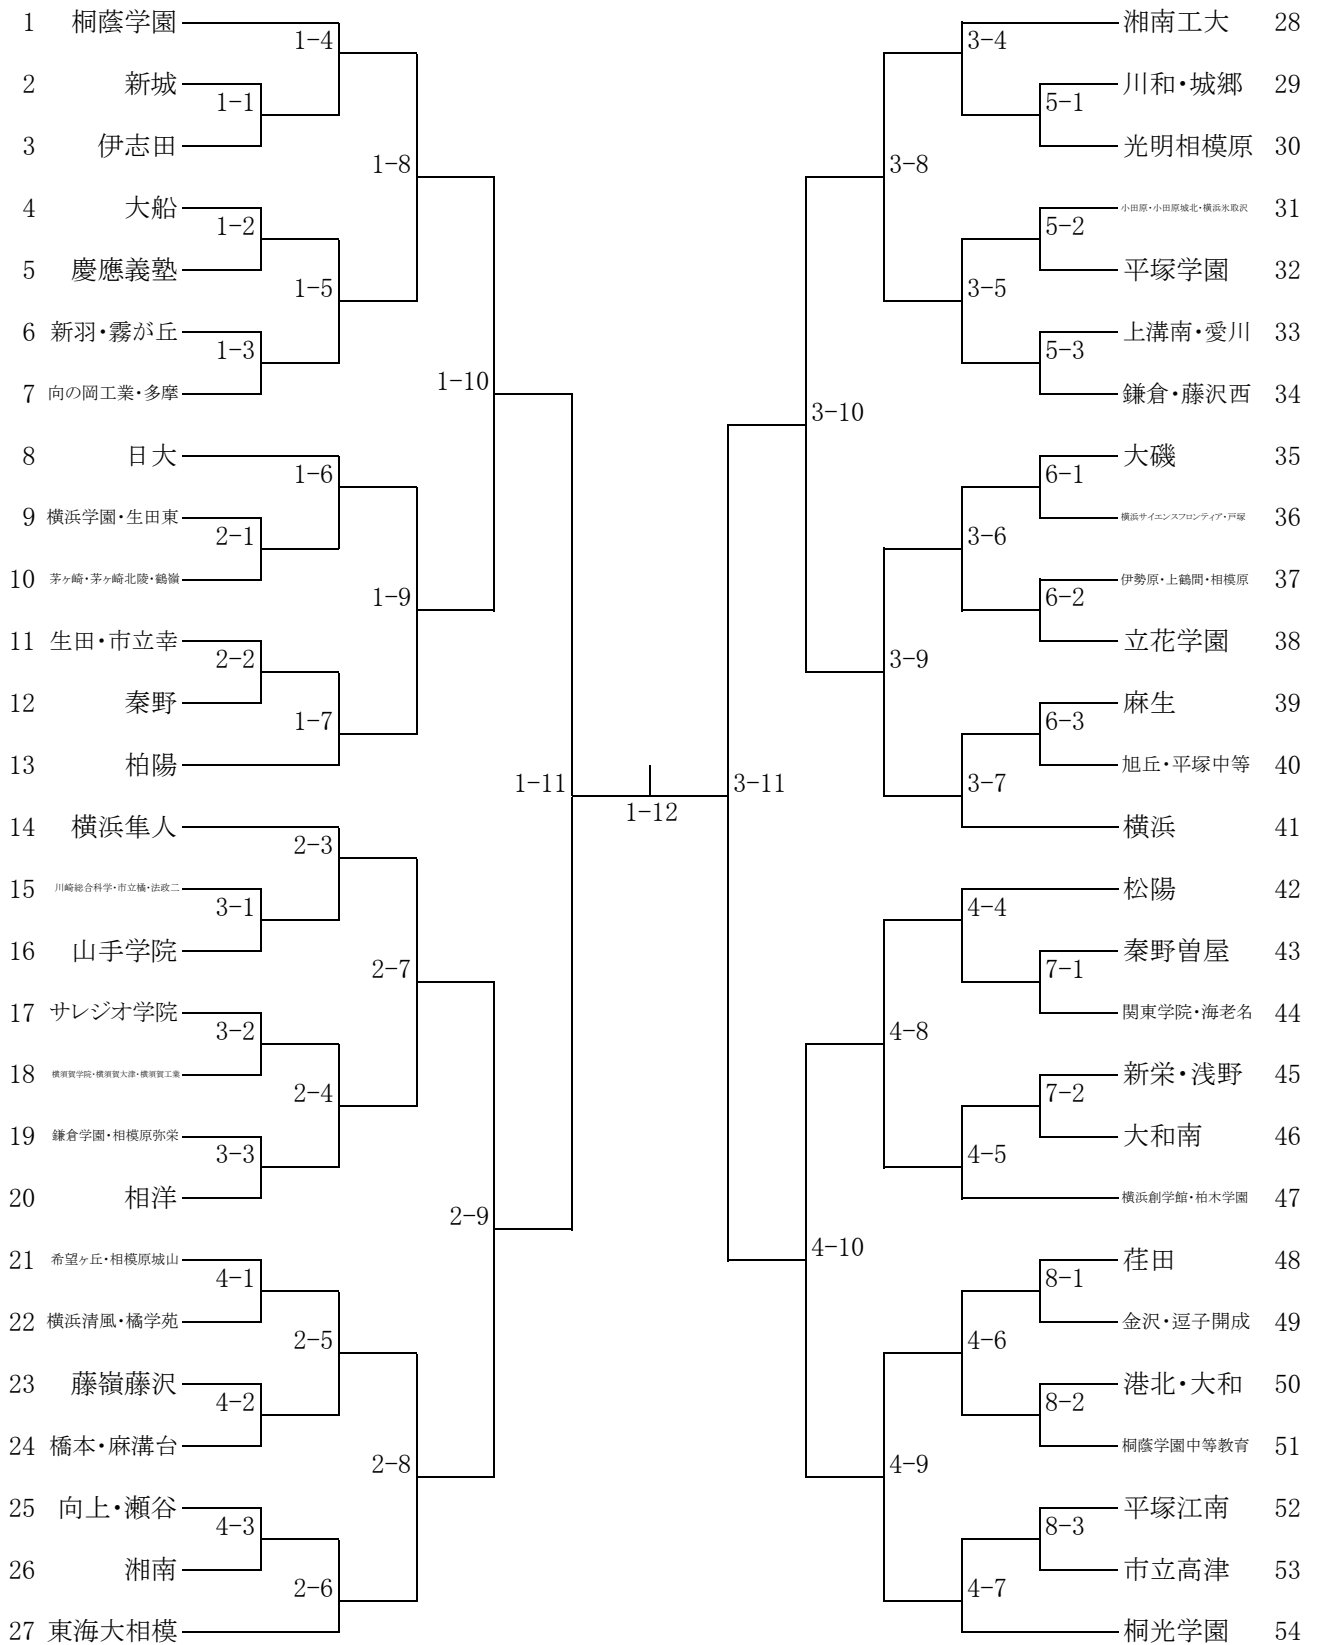 1 桐蔭学園
2 新城
3 伊志田
4 大船
5 慶應義塾
6 新羽・霧が丘
7 向の岡工業・多摩
8 日大
9 横浜学園・生田東
10 茅ヶ崎・茅ヶ崎北陵・鶴嶺
11 生田・市立幸
12 秦野
13 柏陽
14 横浜隼人
15 川崎総合科学・市立橘・法政二
16 山手学院
17 サレジオ学院
18 横須賀学院・横須賀大津・横須賀工業
19 鎌倉学園・相模原弥栄
20 相洋
21 希望ヶ丘・相模原城山
22 横浜清風・橘学苑
23 藤嶺藤沢
24 橋本・麻溝台
25 向上・瀬谷
26 湘南
27 東海大相模
1-4
1-1
1-8
1-2
1-5
1-3
1-10
1-6
2-1
1-9
2-2
1-7
1-11
2-3
3-1
2-7
3-2
2-4
3-3
2-9
4-1
2-5
4-2
2-8
4-3
2-6
1-12
3-4
5-1
3-8
5-2
3-5
5-3
3-10
6-1
3-6
6-2
3-9
6-3
3-7
3-11
4-4
7-1
4-8
7-2
4-5
4-10
8-1
4-6
8-2
4-9
8-3
4-7
湘南工大 28
川和・城郷 29
光明相模原 30
小田原・小田原城北・横浜氷取沢 31
平塚学園 32
上溝南・愛川 33
鎌倉・藤沢西 34
大磯 35
横浜サイエンスフロンティア・戸塚 36
伊勢原・上鶴間・相模原 37
立花学園 38
麻生 39
旭丘・平塚中等 40
横浜 41
松陽 42
秦野曽屋 43
関東学院・海老名 44
新栄・浅野 45
大和南 46
横浜創学館・柏木学園 47
荏田 48
金沢・逗子開成 49
港北・大和 50
桐蔭学園中等教育 51
平塚江南 52
市立高津 53
桐光学園 54